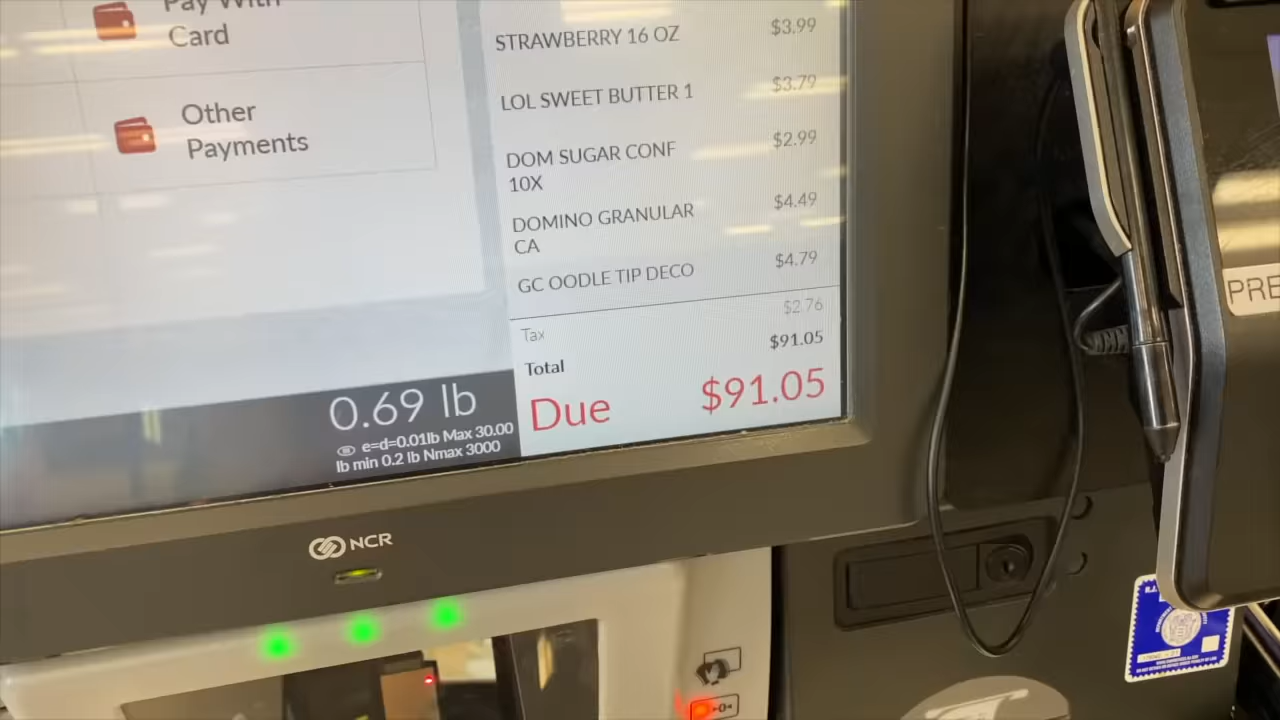 Pay With
Card
Other
Payments
STRAWBERRY 16 OZ $3.99
LOL SWEET BUTTER 1 $3.79
DOM SUGAR CONF $2.99
10X
DOMINO GRANULAR $4.49
CA
GC OODLE TIP DECO $4.79
Tax $2.76
Total $91.05
Due $91.05
0.69 lb
e=d=0.01lb Max 30.00
lb min 0.2 lb Nmax 3000
NCR
PRE